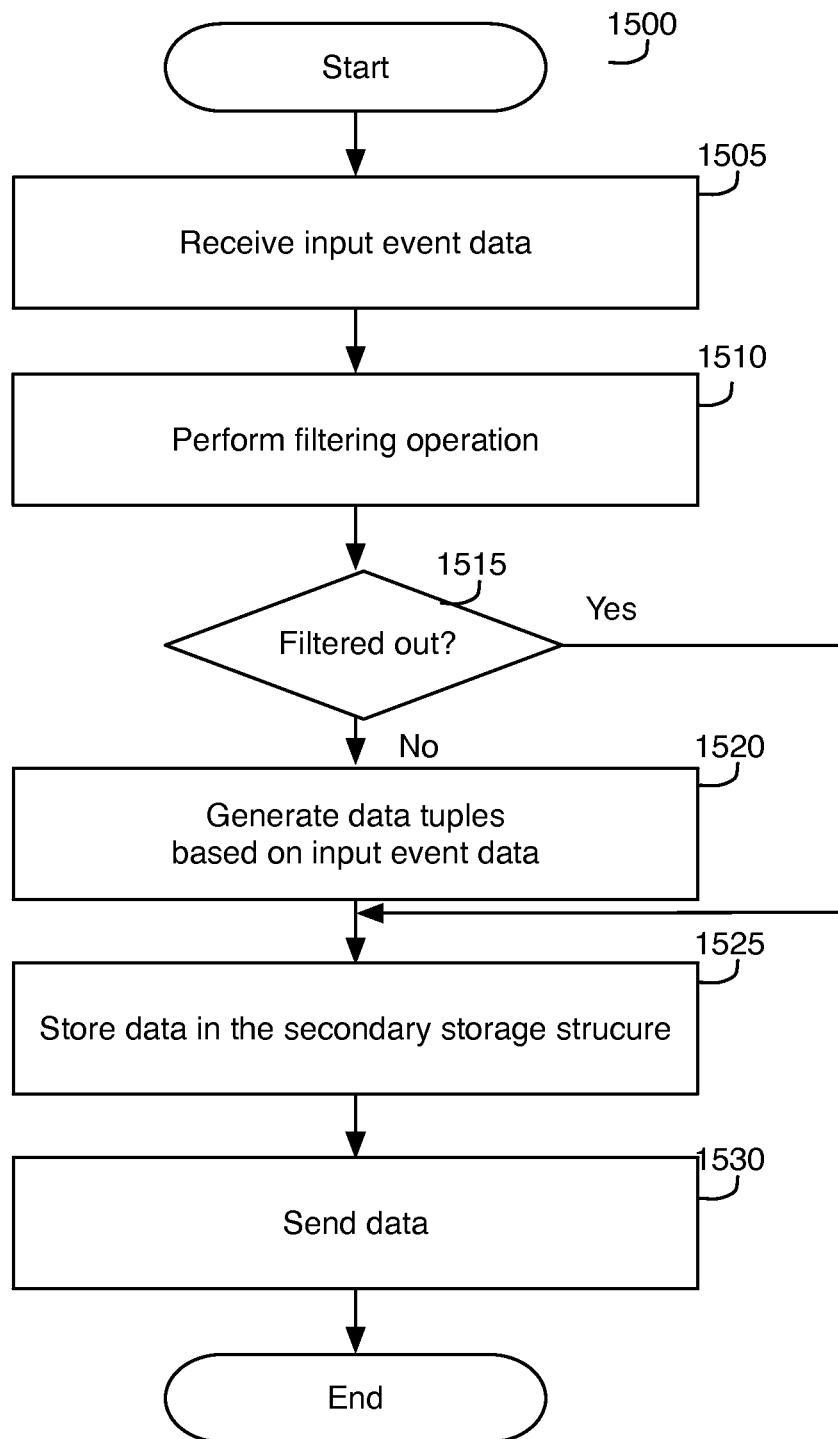 1500
Start
1505
Receive input event data
1510
Perform filtering operation
1515
Yes
Filtered out?
No
1520
Generate data tuples
based on input event data
1525
Store data in the secondary storage strucure
1530
Send data
End